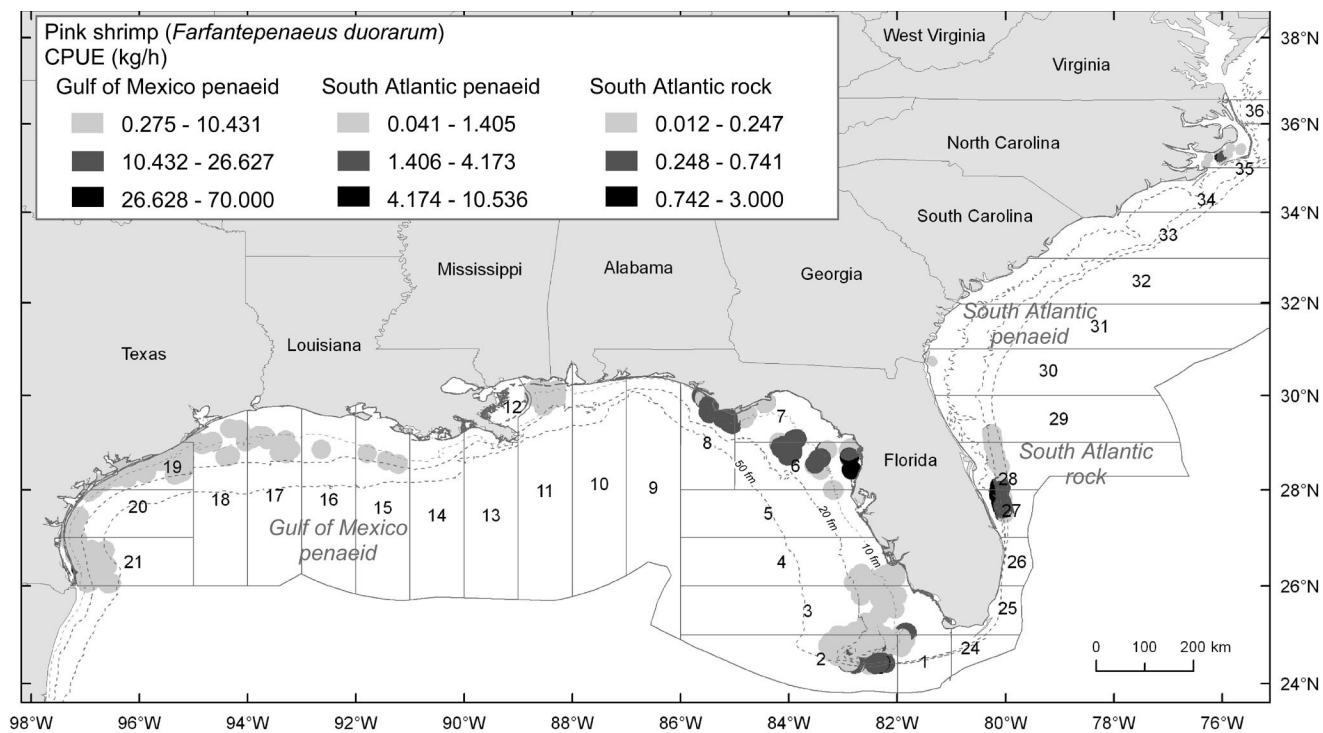 Pink shrimp (Farfantepenaeus duorarum)
CPUE (kg/h)
Gulf of Mexico penaeid South Atlantic penaeid South Atlantic rock
0.275 - 10.431 0.041 - 1.405 0.012 - 0.247
10.432 - 26.627 1.406 - 4.173 0.248 - 0.741
26.628 - 70.000 4.174 - 10.536 0.742 - 3.000
West Virginia
Virginia
North Carolina
South Carolina
Mississippi
Alabama
Georgia
Texas
Louisiana
Florida
South Atlantic
penaeid
South Atlantic
rock
Gulf of Mexico
penaeid
36
35
34
33
32
31
30
29
28
27
26
25
24
1
2
3
4
5
6
7
8
9
10
11
12
13
14
15
16
17
18
19
20
21
50 fm
20 fm
10 fm
0 100 200 km
38°N
36°N
34°N
32°N
30°N
28°N
26°N
24°N
98°W 96°W 94°W 92°W 90°W 88°W 86°W 84°W 82°W 80°W 78°W 76°W